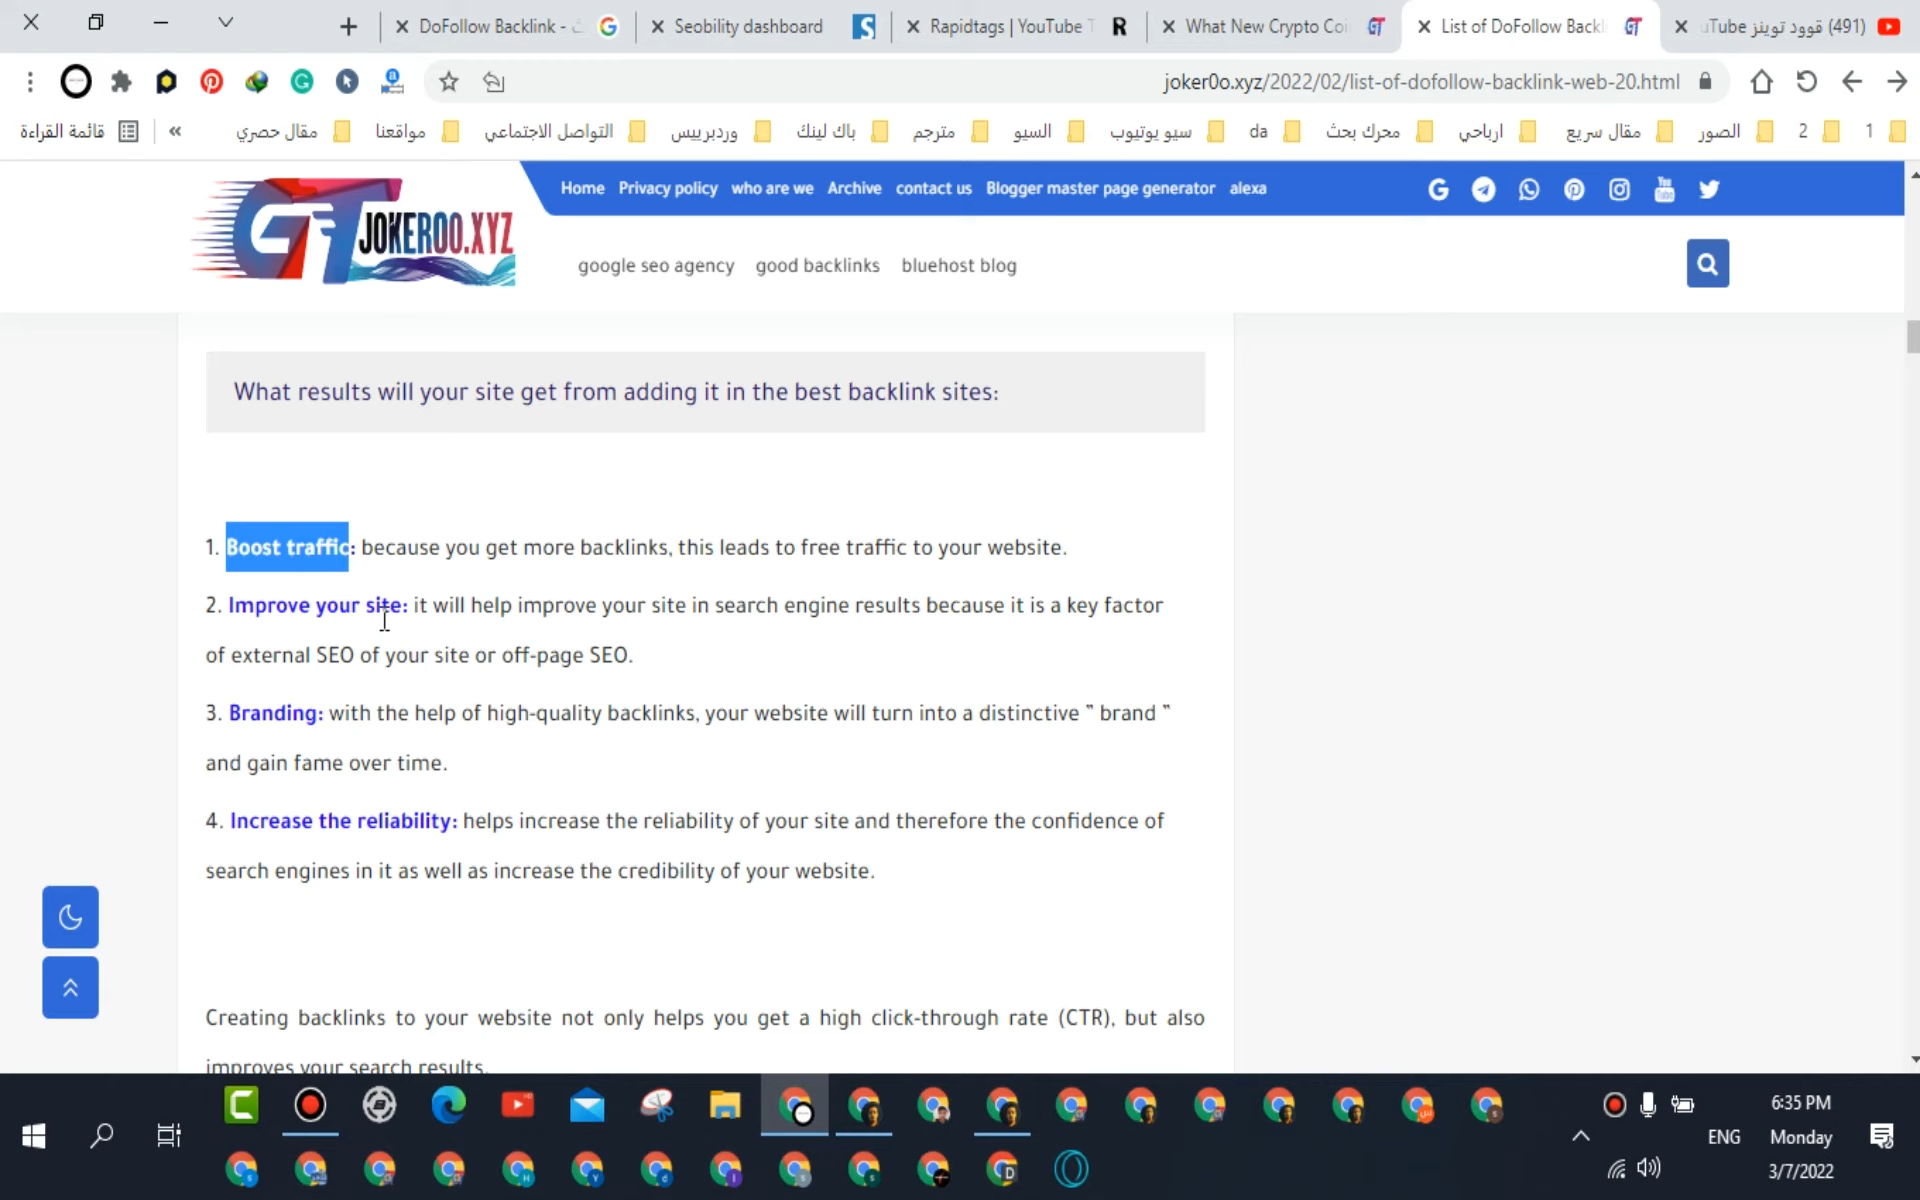 DoFollow Backlink -
Seobility dashboard
Rapidtags | YouTube T
What New Crypto Coi
List of DoFollow Backl
uTube قوود توينز (491)
joker0o.xyz/2022/02/list-of-dofollow-backlink-web-20.html
1
2
الصور
مقال سريع
ارباحي
محرك بحث
da
سيو يوتيوب
السيو
مترجم
باك لينك
وردبرييس
التواصل الاجتماعي
مواقعنا
مقال حصري
قائمة القراءة
GT JOKEROO.XYZ
Home Privacy policy who are we Archive contact us Blogger master page generator alexa
google seo agency good backlinks bluehost blog
What results will your site get from adding it in the best backlink sites:
1. Boost traffic: because you get more backlinks, this leads to free traffic to your website.
2. Improve your site: it will help improve your site in search engine results because it is a key factor
of external SEO of your site or off-page SEO.
3. Branding: with the help of high-quality backlinks, your website will turn into a distinctive " brand "
and gain fame over time.
4. Increase the reliability: helps increase the reliability of your site and therefore the confidence of
search engines in it as well as increase the credibility of your website.
Creating backlinks to your website not only helps you get a high click-through rate (CTR), but also
improves your search results.
6:35 PM
ENG
Monday
3/7/2022